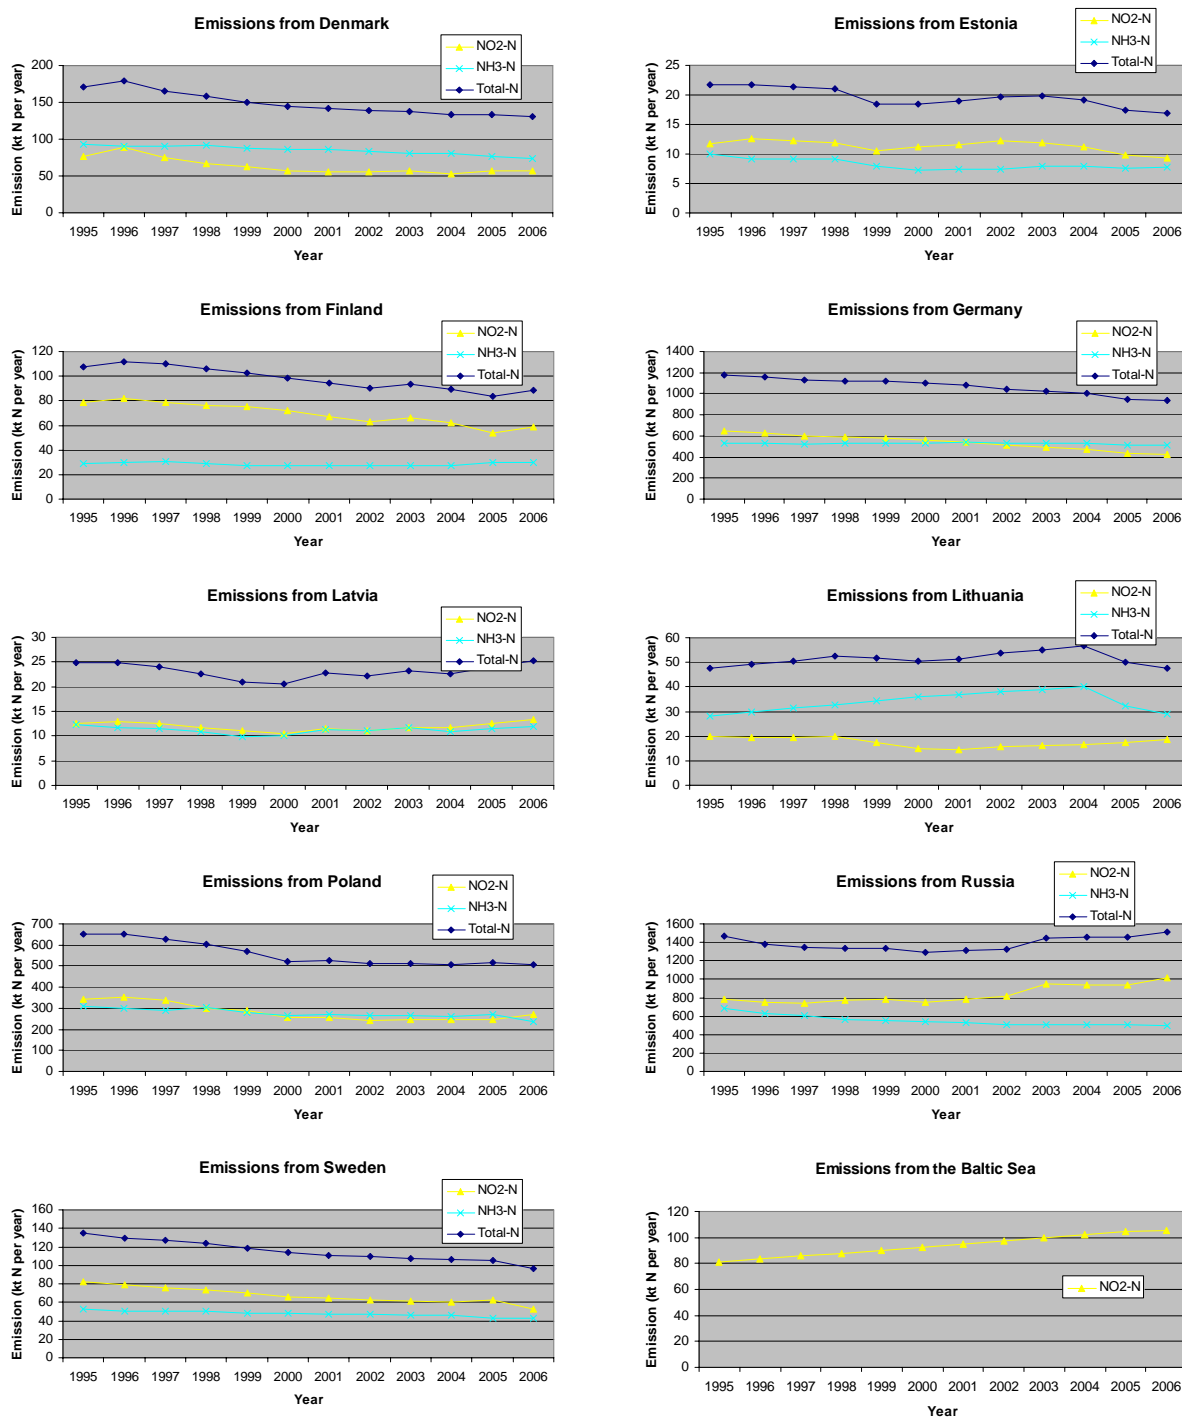 Emissions from Denmark
NO2-N
NH3-N
Total-N
Emission (kt N per year)
200
150
100
50
0
1995 1996 1997 1998 1999 2000 2001 2002 2003 2004 2005 2006
Year
Emissions from Estonia
NO2-N
NH3-N
Total-N
Emission (kt N per year)
25
20
15
10
5
0
1995 1996 1997 1998 1999 2000 2001 2002 2003 2004 2005 2006
Year
Emissions from Finland
NO2-N
NH3-N
Total-N
Emission (kt N per year)
120
100
80
60
40
20
0
1995 1996 1997 1998 1999 2000 2001 2002 2003 2004 2005 2006
Year
Emissions from Germany
NO2-N
NH3-N
Total-N
Emission (kt N per year)
1400
1200
1000
800
600
400
200
0
1995 1996 1997 1998 1999 2000 2001 2002 2003 2004 2005 2006
Year
Emissions from Latvia
NO2-N
NH3-N
Total-N
Emission (kt N per year)
30
25
20
15
10
5
0
1995 1996 1997 1998 1999 2000 2001 2002 2003 2004 2005 2006
Year
Emissions from Lithuania
NO2-N
NH3-N
Total-N
Emission (kt N per year)
60
50
40
30
20
10
0
1995 1996 1997 1998 1999 2000 2001 2002 2003 2004 2005 2006
Year
Emissions from Poland
NO2-N
NH3-N
Total-N
Emission (kt N per year)
700
600
500
400
300
200
100
0
1995 1996 1997 1998 1999 2000 2001 2002 2003 2004 2005 2006
Year
Emissions from Russia
NO2-N
NH3-N
Total-N
Emission (kt N per year)
1600
1400
1200
1000
800
600
400
200
0
1995 1996 1997 1998 1999 2000 2001 2002 2003 2004 2005 2006
Year
Emissions from Sweden
NO2-N
NH3-N
Total-N
Emission (kt N per year)
160
140
120
100
80
60
40
20
0
1995 1996 1997 1998 1999 2000 2001 2002 2003 2004 2005 2006
Year
Emissions from the Baltic Sea
Emission (kt N per year)
120
100
80
60
40
20
0
NO2-N
1995 1996 1997 1998 1999 2000 2001 2002 2003 2004 2005 2006
Year